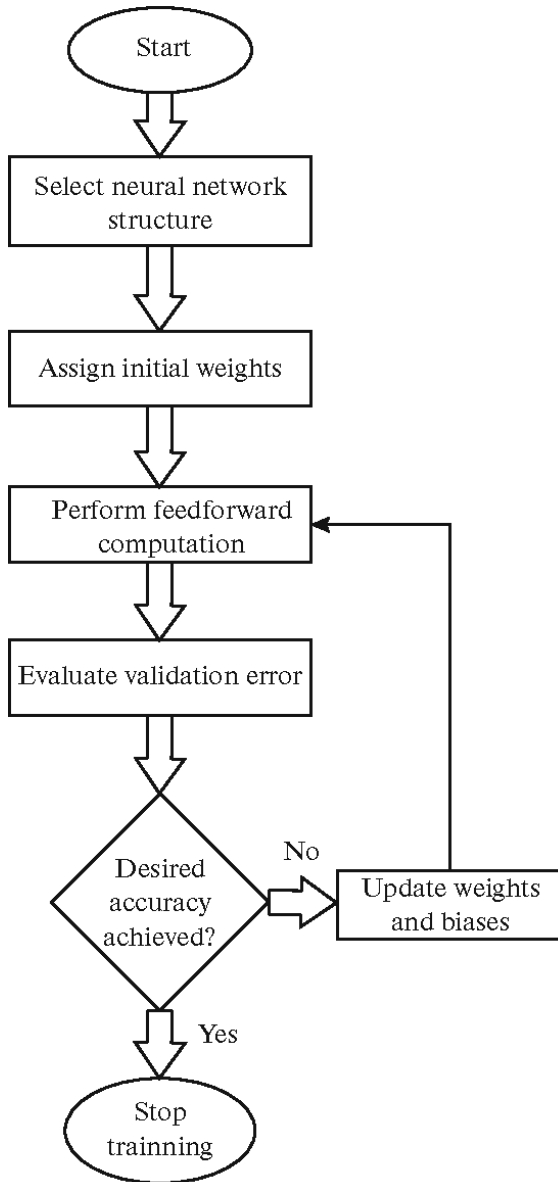 Start
Select neural network
structure
Assign initial weights
Perform feedforward
computation
Evaluate validation error
Desired
accuracy
achieved?
No
Update weights
and biases
Yes
Stop
trainning